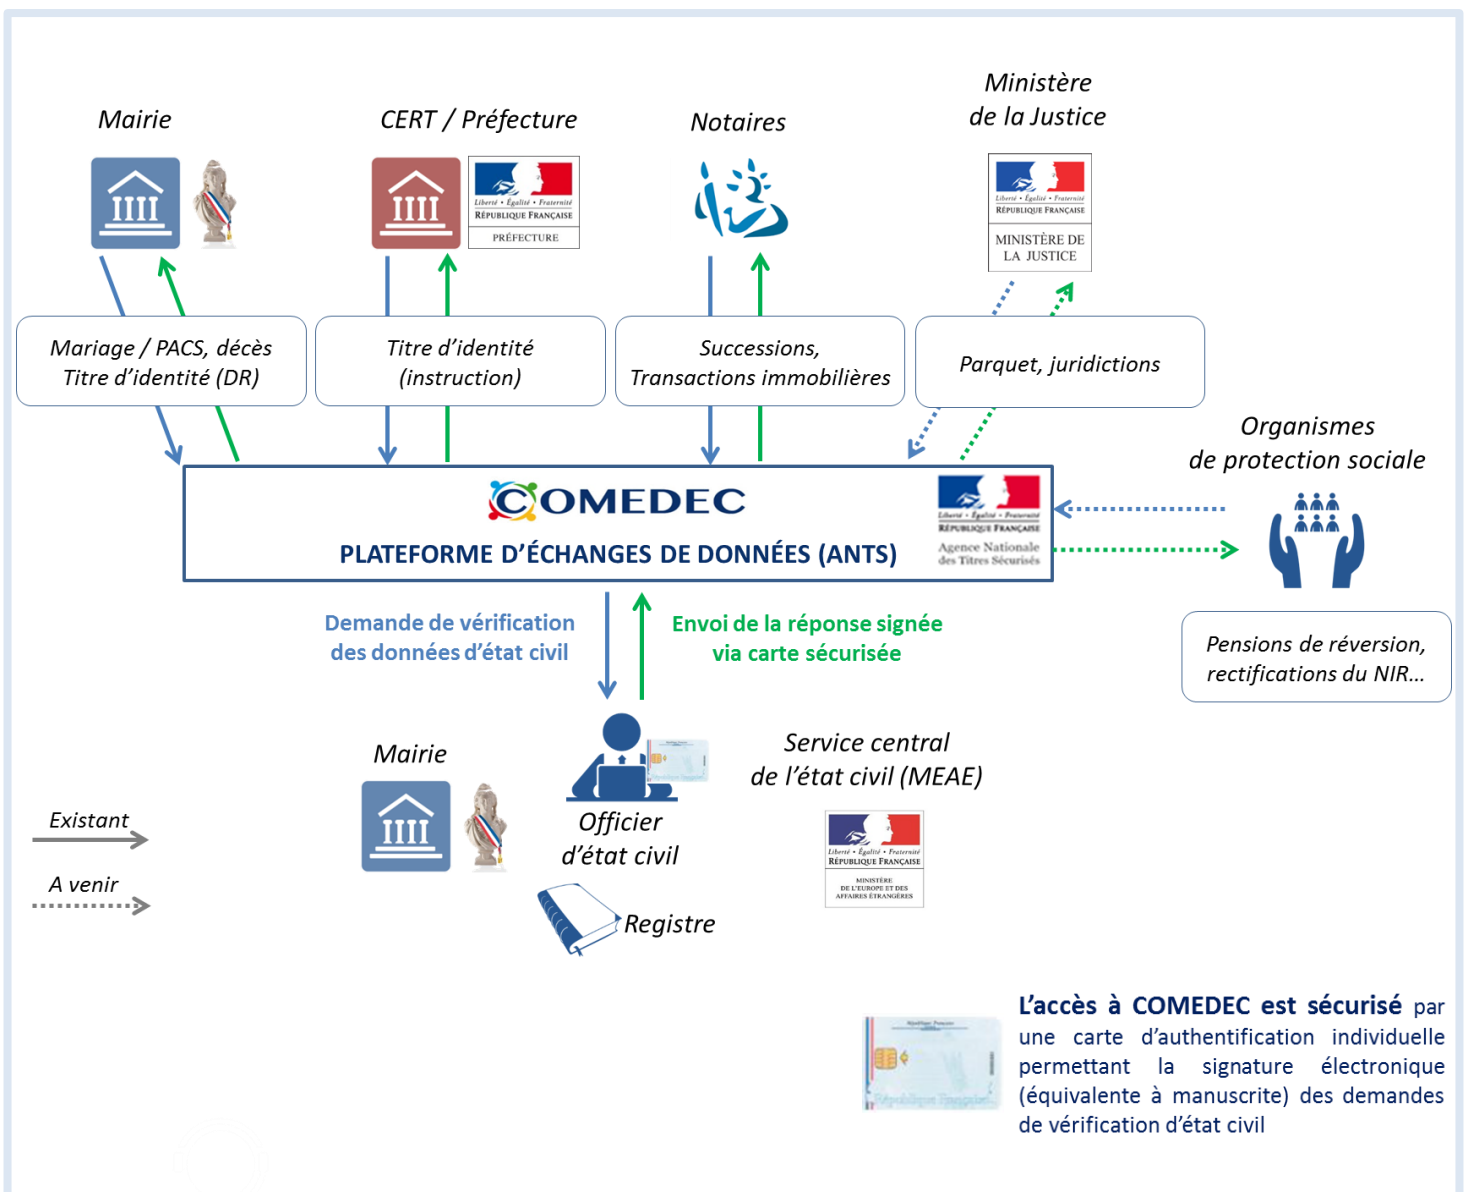 Mairie
CERT / Préfecture
Notaires
Ministère
de la Justice
Liberté • Égalité • Fraternité
RÉPUBLIQUE FRANÇAISE
PRÉFECTURE
Liberté • Égalité • Fraternité
RÉPUBLIQUE FRANÇAISE
MINISTÈRE DE
LA JUSTICE
Mariage / PACS, décès
Titre d’identité (DR)
Titre d’identité
(instruction)
Successions,
Transactions immobilières
Parquet, juridictions
Organismes
de protection sociale
COMEDEC
PLATEFORME D’ÉCHANGES DE DONNÉES (ANTS)
Liberté • Égalité • Fraternité
RÉPUBLIQUE FRANÇAISE
Agence Nationale
des Titres Sécurisés
Demande de vérification
des données d’état civil
Envoi de la réponse signée
via carte sécurisée
Pensions de réversion,
rectifications du NIR…
Mairie
Officier
d’état civil
Registre
Service central
de l’état civil (MEAE)
Liberté • Égalité • Fraternité
RÉPUBLIQUE FRANÇAISE
MINISTÈRE
DE L’EUROPE ET DES
AFFAIRES ÉTRANGÈRES
Existant
A venir
République Française
L’accès à COMEDEC est sécurisé par
une carte d’authentification individuelle
permettant la signature électronique
(équivalente à manuscrite) des demandes
de vérification d’état civil